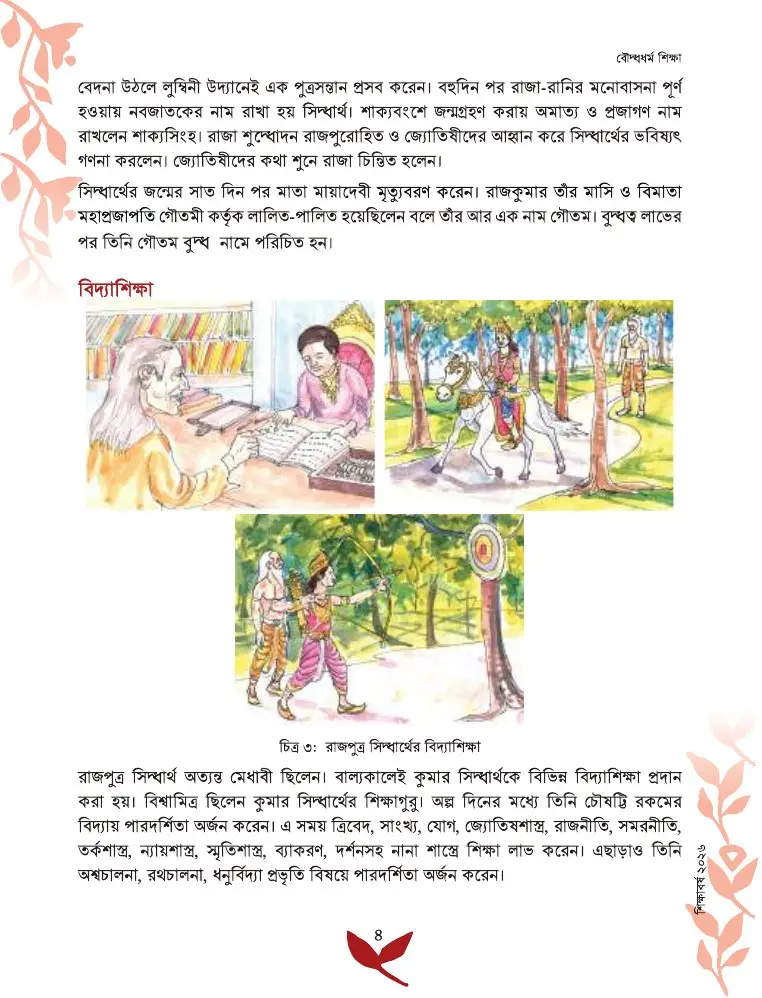 বৌদ্ধধর্ম শিক্ষা
বেদনা উঠলে লুম্বিনী উদ্যানেই এক পুত্রসন্তান প্রসব করেন। বহুদিন পর রাজা-রানির মনোবাসনা পূর্ণ
হওয়ায় নবজাতকের নাম রাখা হয় সিদ্ধার্থ। শাক্যবংশে জন্মগ্রহণ করায় অমাত্য ও প্রজাগণ নাম
রাখলেন শাক্যসিংহ। রাজা শুদ্ধোদন রাজপুরোহিত ও জ্যোতিষীদের আহ্বান করে সিদ্ধার্থের ভবিষ্যৎ
গণনা করলেন। জ্যোতিষীদের কথা শুনে রাজা চিন্তিত হলেন।
সিদ্ধার্থের জন্মের সাত দিন পর মাতা মায়াদেবী মৃত্যুবরণ করেন। রাজকুমার তাঁর মাসি ও বিমাতা
মহাপ্রজাপতি গৌতমী কর্তৃক লালিত-পালিত হয়েছিলেন বলে তাঁর আর এক নাম গৌতম। বুদ্ধত্ব লাভের
পর তিনি গৌতম বুদ্ধ নামে পরিচিত হন।
বিদ্যাশিক্ষা
চিত্র ৩: রাজপুত্র সিদ্ধার্থের বিদ্যাশিক্ষা
রাজপুত্র সিদ্ধার্থ অত্যন্ত মেধাবী ছিলেন। বাল্যকালেই কুমার সিদ্ধার্থকে বিভিন্ন বিদ্যাশিক্ষা প্রদান
করা হয়। বিশ্বামিত্র ছিলেন কুমার সিদ্ধার্থের শিক্ষাগুরু। অল্প দিনের মধ্যে তিনি চৌষট্টি রকমের
বিদ্যায় পারদর্শিতা অর্জন করেন। এ সময় ত্রিবেদ, সাংখ্য, যোগ, জ্যোতিষশাস্ত্র, রাজনীতি, সমরনীতি,
তর্কশাস্ত্র, ন্যায়শাস্ত্র, স্মৃতিশাস্ত্র, ব্যাকরণ, দর্শনসহ নানা শাস্ত্রে শিক্ষা লাভ করেন। এছাড়াও তিনি
অশ্বচালনা, রথচালনা, ধনুর্বিদ্যা প্রভৃতি বিষয়ে পারদর্শিতা অর্জন করেন।
শিক্ষাবর্ষ ২০২৬
৪